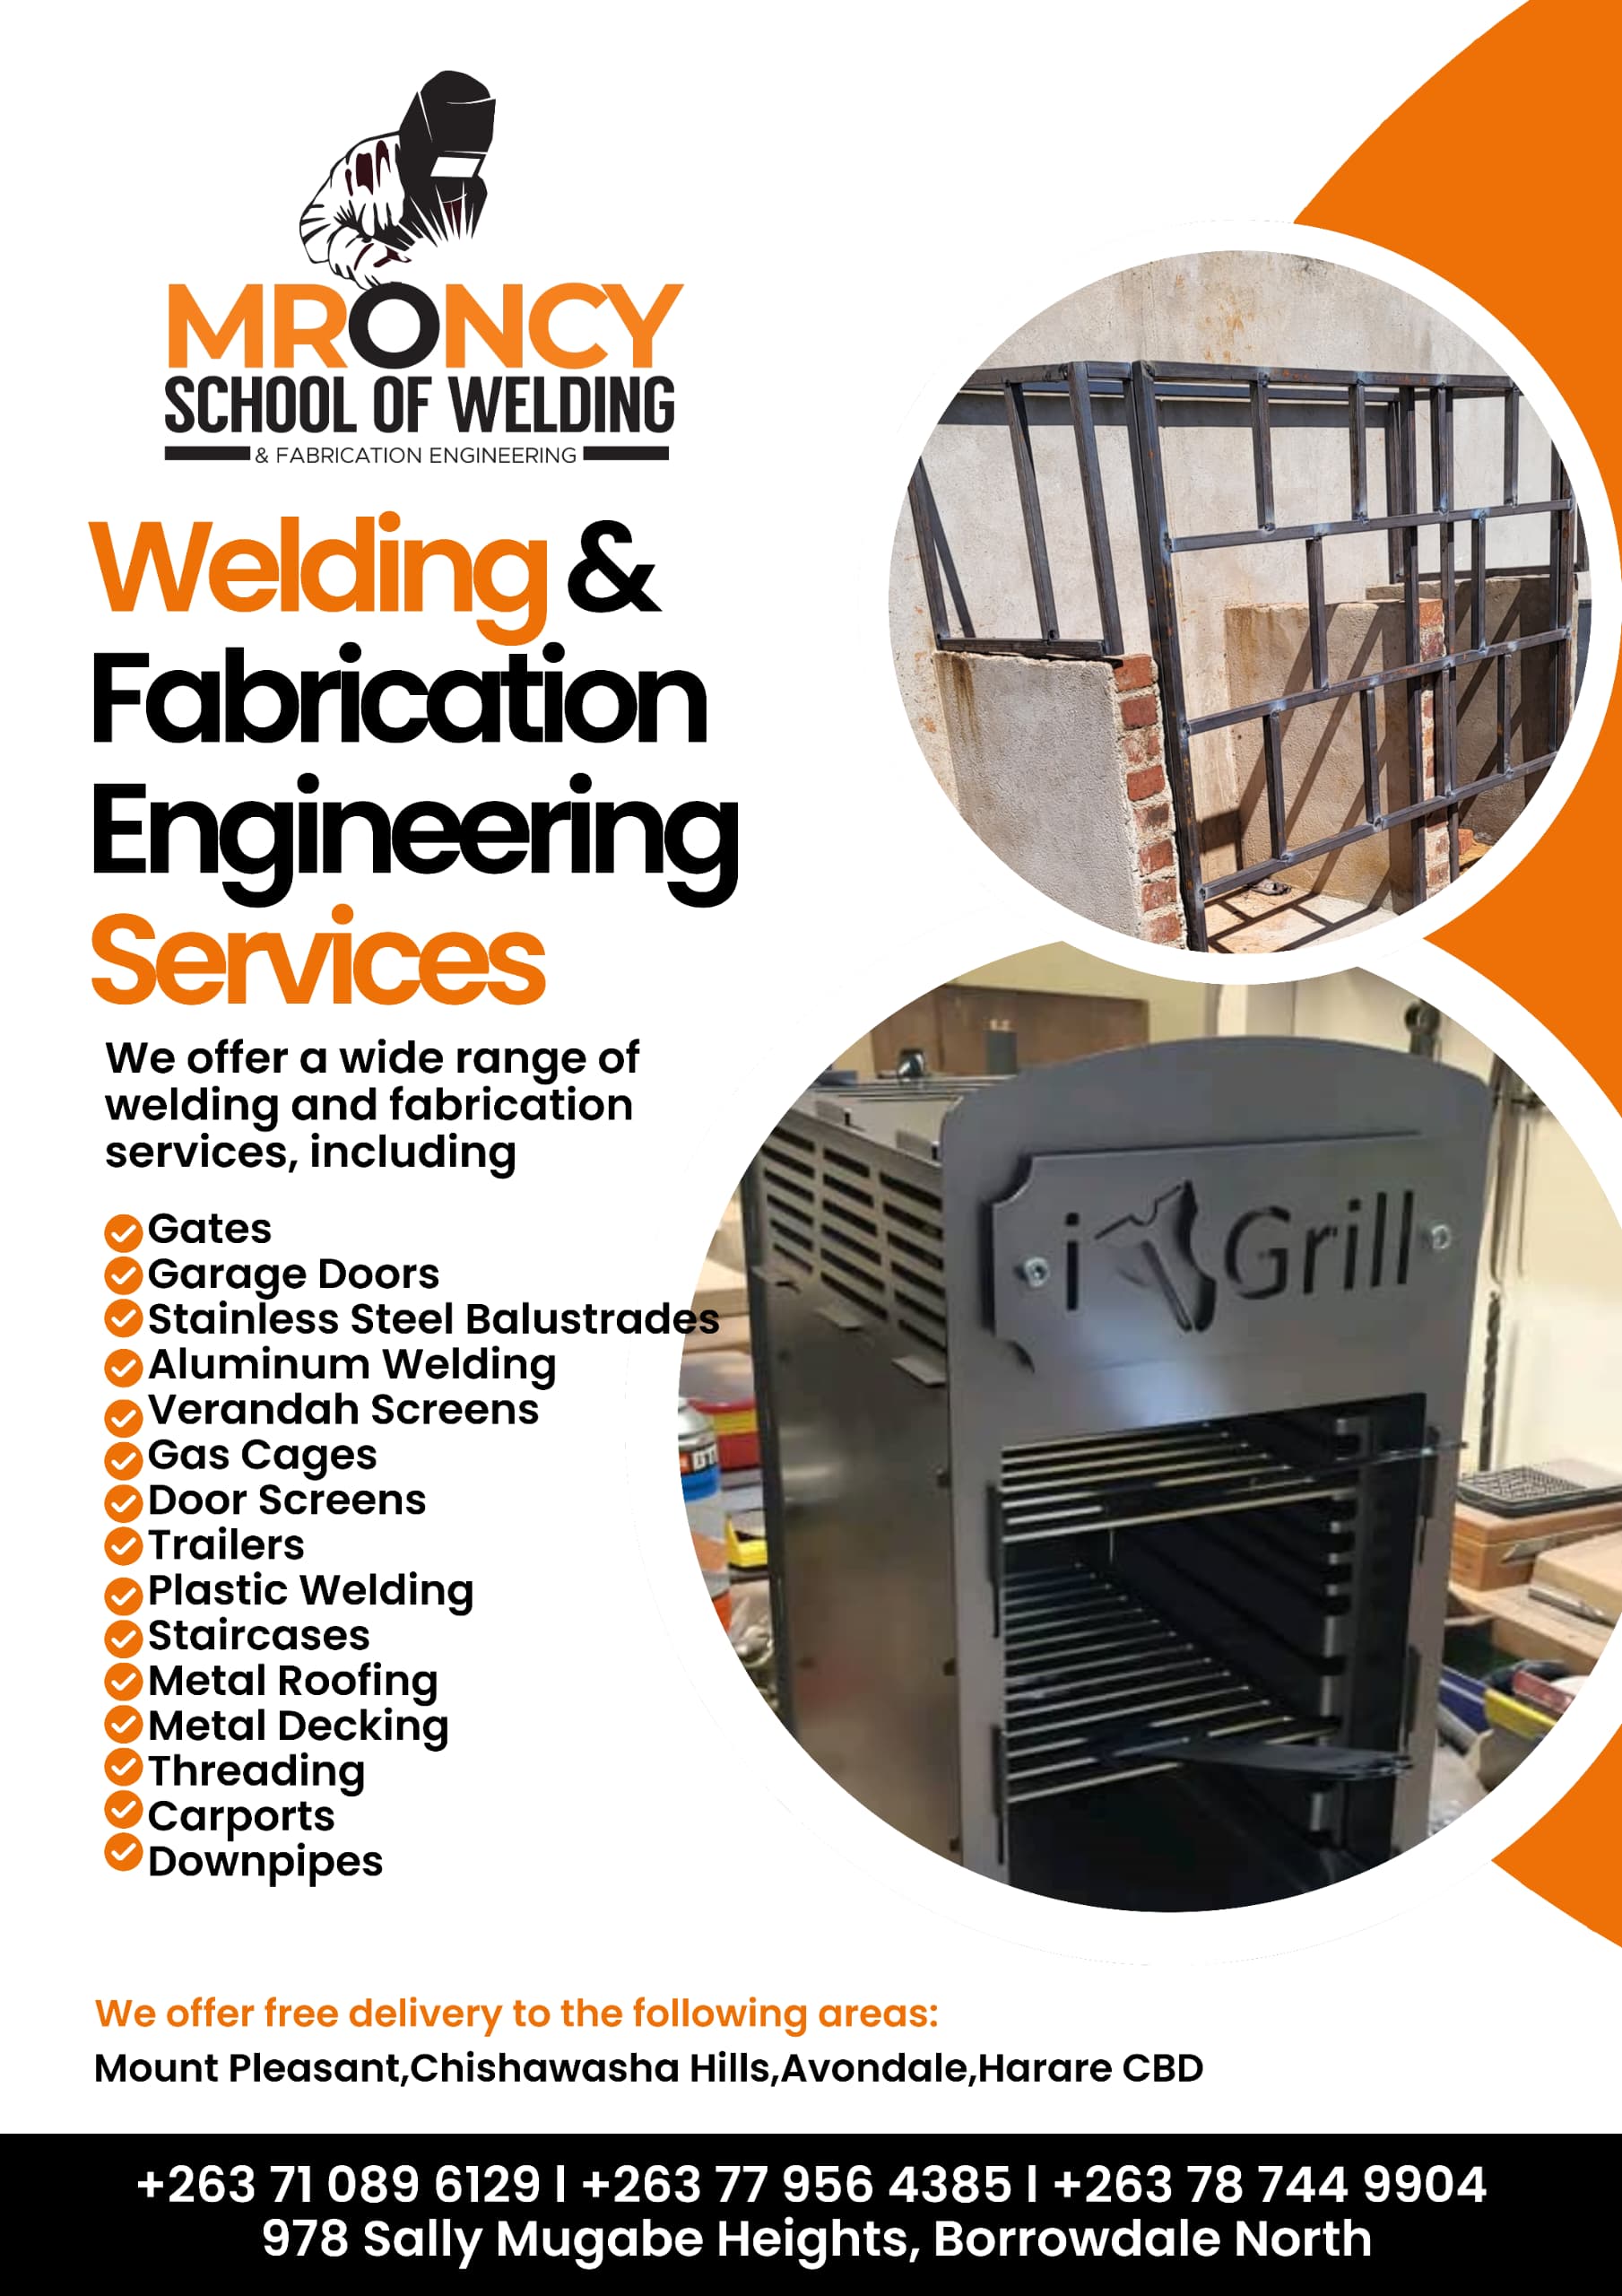 MRONCY
SCHOOL OF WELDING
& FABRICATION ENGINEERING
Welding &
Fabrication
Engineering
Services
We offer a wide range of
welding and fabrication
services, including
Gates
Garage Doors
Stainless Steel Balustrades
Aluminum Welding
Verandah Screens
Gas Cages
Door Screens
Trailers
Plastic Welding
Staircases
Metal Roofing
Metal Decking
Threading
Carports
Downpipes
i Grill
We offer free delivery to the following areas:
Mount Pleasant,Chishawasha Hills,Avondale,Harare CBD
+263 71 089 6129 | +263 77 956 4385 | +263 78 744 9904
978 Sally Mugabe Heights, Borrowdale North